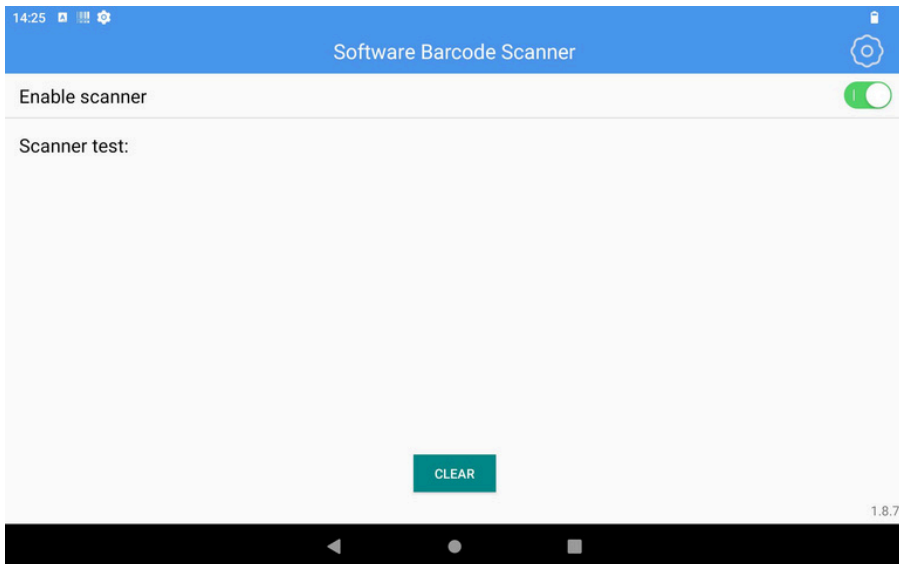 14:25
Software Barcode Scanner
Enable scanner
Scanner test:
CLEAR
1.8.7